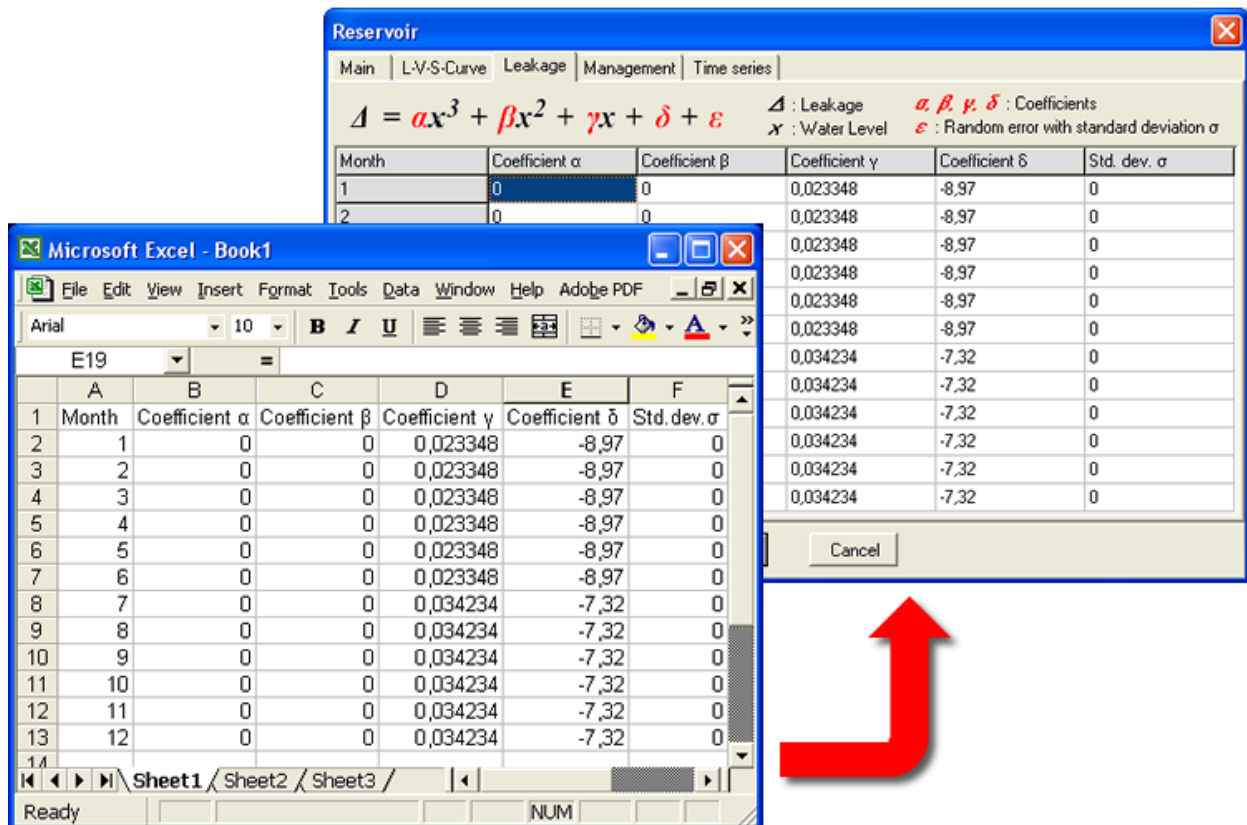 Reservoir
Main L-V-S-Curve Leakage Management Time series
Δ = αx³ + βx² + γx + δ + ε
Δ : Leakage α, β, γ, δ : Coefficients
x : Water Level ε : Random error with standard deviation σ
Month Coefficient α Coefficient β Coefficient γ Coefficient δ Std. dev. σ
1 0 0 0,023348 -8,97 0
2 0 0 0,023348 -8,97 0
0,023348 -8,97 0
0,023348 -8,97 0
0,023348 -8,97 0
0,023348 -8,97 0
0,034234 -7,32 0
0,034234 -7,32 0
0,034234 -7,32 0
0,034234 -7,32 0
0,034234 -7,32 0
0,034234 -7,32 0
Cancel
Microsoft Excel - Book1
File Edit View Insert Format Tools Data Window Help Adobe PDF
Arial 10 B I U A
E19 =
A B C D E F
1 Month Coefficient α Coefficient β Coefficient γ Coefficient δ Std.dev.σ
2 1 0 0 0,023348 -8,97 0
3 2 0 0 0,023348 -8,97 0
4 3 0 0 0,023348 -8,97 0
5 4 0 0 0,023348 -8,97 0
6 5 0 0 0,023348 -8,97 0
7 6 0 0 0,023348 -8,97 0
8 7 0 0 0,034234 -7,32 0
9 8 0 0 0,034234 -7,32 0
10 9 0 0 0,034234 -7,32 0
11 10 0 0 0,034234 -7,32 0
12 11 0 0 0,034234 -7,32 0
13 12 0 0 0,034234 -7,32 0
14
Sheet1 Sheet2 Sheet3
Ready NUM